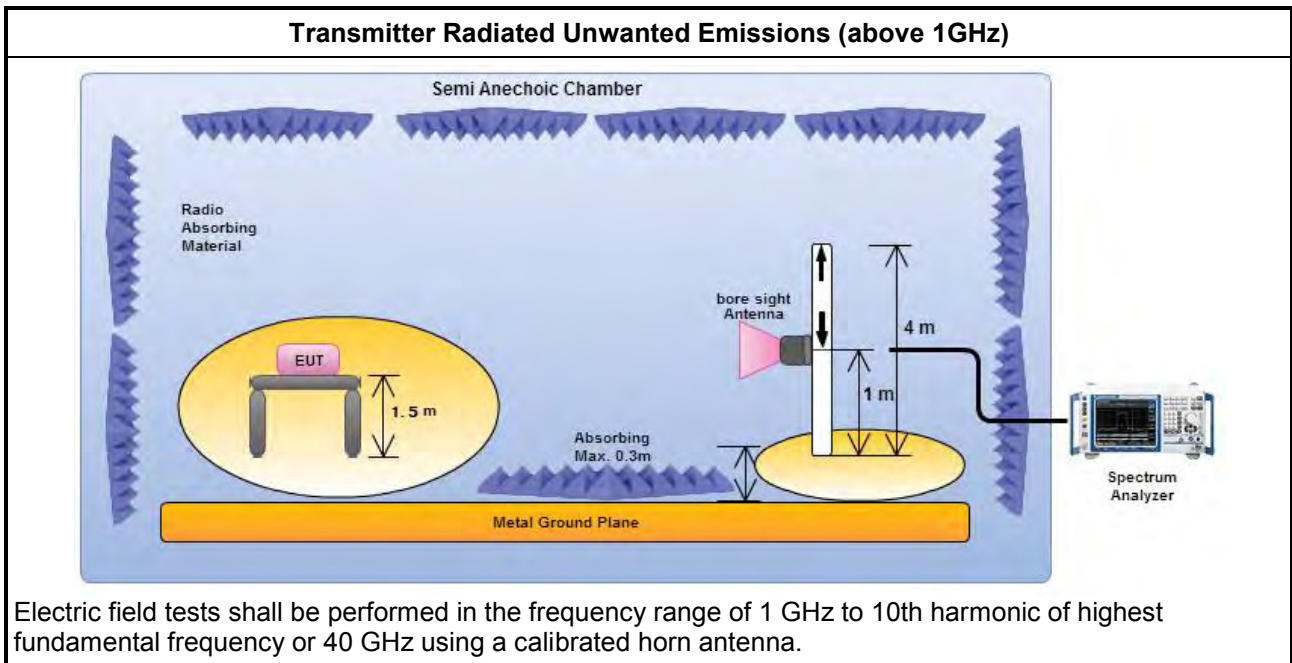 Transmitter Radiated Unwanted Emissions (above 1GHz)
Semi Anechoic Chamber
Radio
Absorbing
Material
bore sight
Antenna
4 m
EUT
1 m
1.5 m
Absorbing
Max. 0.3m
Spectrum
Analyzer
Metal Ground Plane
Electric field tests shall be performed in the frequency range of 1 GHz to 10th harmonic of highest
fundamental frequency or 40 GHz using a calibrated horn antenna.